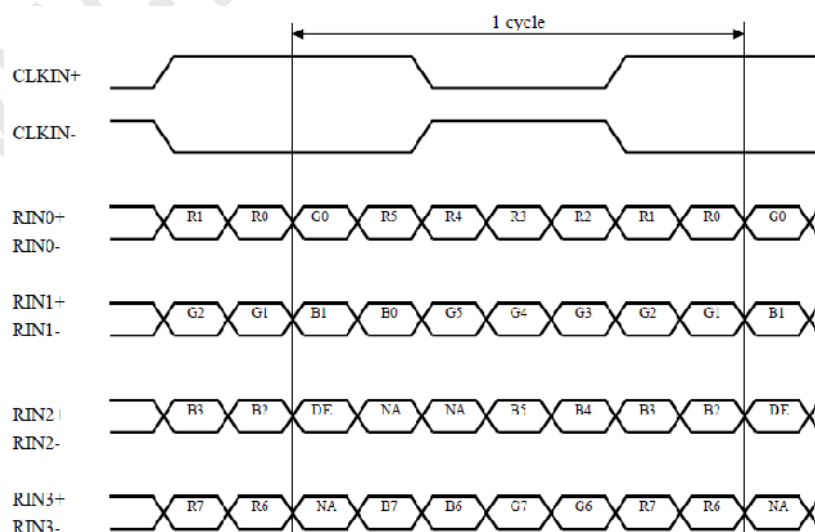 1 cycle
CLKIN+
CLKIN-
RIN0+ R1 R0 G0 R5 R4 R3 R2 R1 R0 G0
RIN0-
RIN1+ G2 G1 B1 B0 G5 G4 G3 G2 G1 B1
RIN1-
RIN2+ B3 B2 DE NA NA B5 B4 B3 B2 DE
RIN2-
RIN3+ R7 R6 NA B7 B6 G7 G6 R7 R6 NA
RIN3-